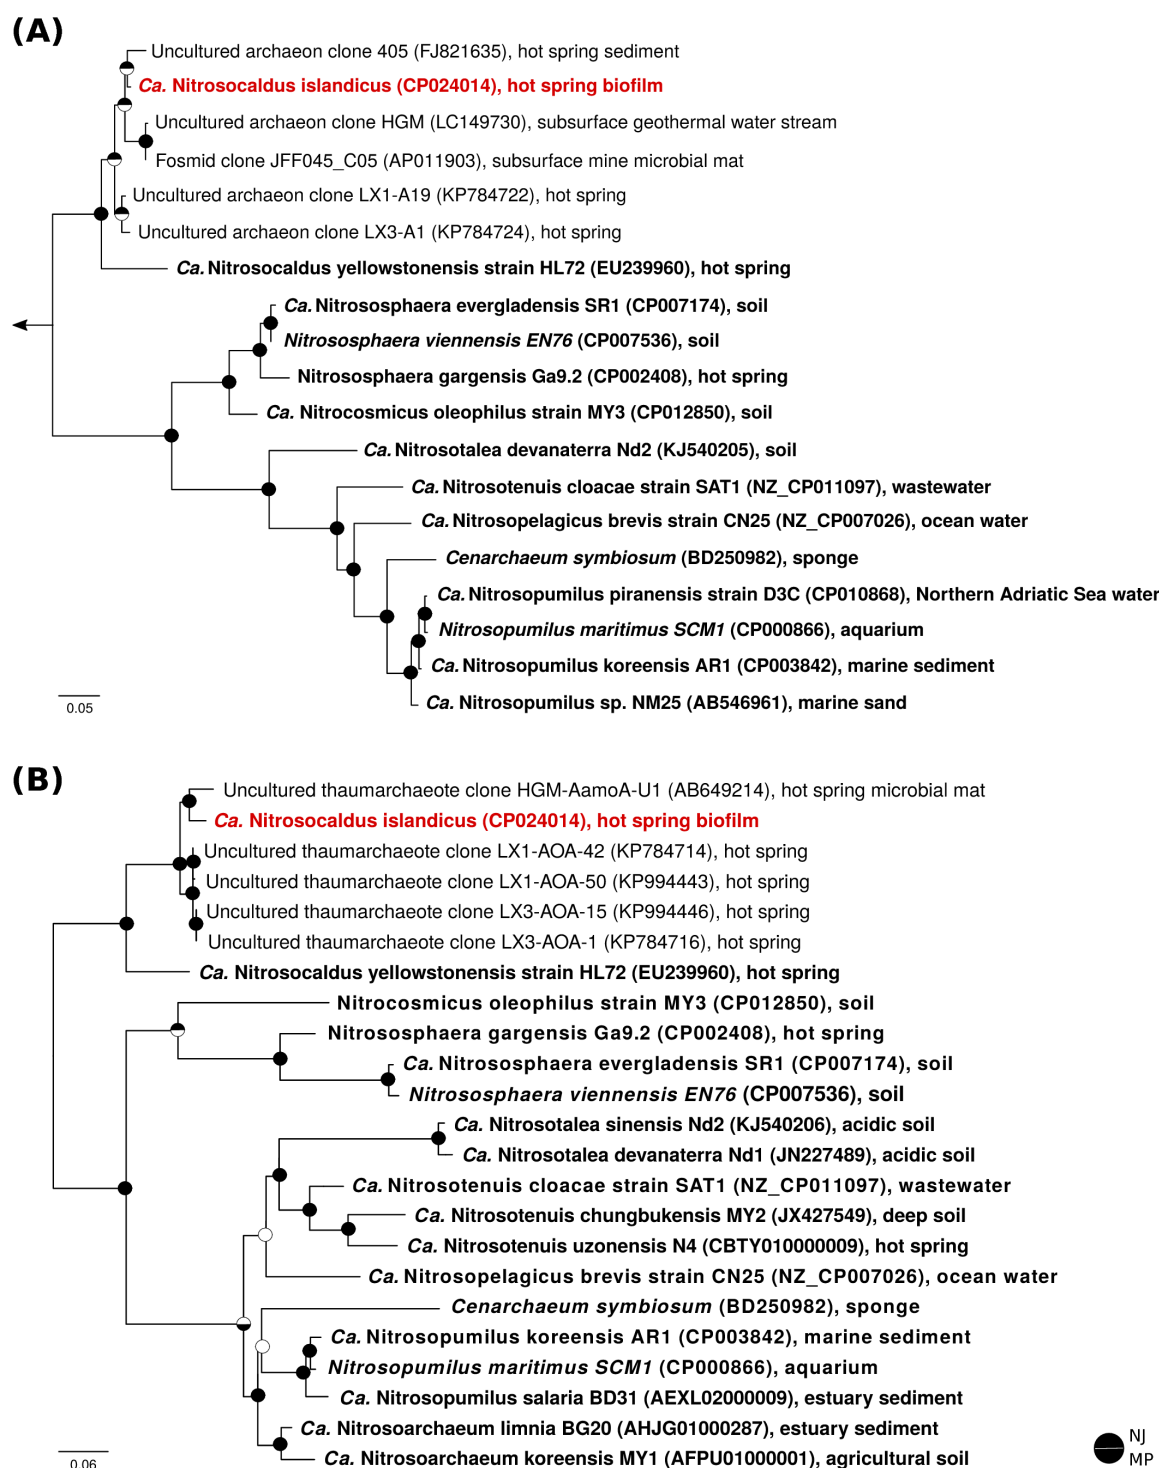 (A)
Uncultured archaeon clone 405 (FJ821635), hot spring sediment
Ca. Nitrosocaldus islandicus (CP024014), hot spring biofilm
Uncultured archaeon clone HGM (LC149730), subsurface geothermal water stream
Fosmid clone JFF045_C05 (AP011903), subsurface mine microbial mat
Uncultured archaeon clone LX1-A19 (KP784722), hot spring
Uncultured archaeon clone LX3-A1 (KP784724), hot spring
Ca. Nitrosocaldus yellowstonensis strain HL72 (EU239960), hot spring
Ca. Nitrososphaera evergladensis SR1 (CP007174), soil
Nitrososphaera viennensis EN76 (CP007536), soil
Nitrososphaera gargensis Ga9.2 (CP002408), hot spring
Ca. Nitrocosmicus oleophilus strain MY3 (CP012850), soil
Ca. Nitrosotalea devanaterra Nd2 (KJ540205), soil
Ca. Nitrosotenuis cloacae strain SAT1 (NZ_CP011097), wastewater
Ca. Nitrosopelagicus brevis strain CN25 (NZ_CP007026), ocean water
Cenarchaeum symbiosum (BD250982), sponge
Ca. Nitrosopumilus piranensis strain D3C (CP010868), Northern Adriatic Sea water
Nitrosopumilus maritimus SCM1 (CP000866), aquarium
Ca. Nitrosopumilus koreensis AR1 (CP003842), marine sediment
Ca. Nitrosopumilus sp. NM25 (AB546961), marine sand
0.05
(B)
Uncultured thaumarchaeote clone HGM-AamoA-U1 (AB649214), hot spring microbial mat
Ca. Nitrosocaldus islandicus (CP024014), hot spring biofilm
Uncultured thaumarchaeote clone LX1-AOA-42 (KP784714), hot spring
Uncultured thaumarchaeote clone LX1-AOA-50 (KP994443), hot spring
Uncultured thaumarchaeote clone LX3-AOA-15 (KP994446), hot spring
Uncultured thaumarchaeote clone LX3-AOA-1 (KP784716), hot spring
Ca. Nitrosocaldus yellowstonensis strain HL72 (EU239960), hot spring
Nitrocosmicus oleophilus strain MY3 (CP012850), soil
Nitrososphaera gargensis Ga9.2 (CP002408), hot spring
Ca. Nitrososphaera evergladensis SR1 (CP007174), soil
Nitrososphaera viennensis EN76 (CP007536), soil
Ca. Nitrosotalea sinensis Nd2 (KJ540206), acidic soil
Ca. Nitrosotalea devanaterra Nd1 (JN227489), acidic soil
Ca. Nitrosotenuis cloacae strain SAT1 (NZ_CP011097), wastewater
Ca. Nitrosotenuis chungbukensis MY2 (JX427549), deep soil
Ca. Nitrosotenuis uzonensis N4 (CBTY010000009), hot spring
Ca. Nitrosopelagicus brevis strain CN25 (NZ_CP007026), ocean water
Cenarchaeum symbiosum (BD250982), sponge
Ca. Nitrosopumilus koreensis AR1 (CP003842), marine sediment
Nitrosopumilus maritimus SCM1 (CP000866), aquarium
Ca. Nitrosopumilus salaria BD31 (AEXL02000009), estuary sediment
Ca. Nitrosoarchaeum limnia BG20 (AHJG01000287), estuary sediment
Ca. Nitrosoarchaeum koreensis MY1 (AFPU01000001), agricultural soil
0.06
NJ
MP